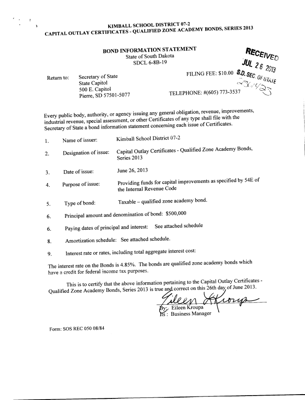 KIMBALL SCHOOL DISTRICT 07-2
CAPITAL OUTLAY CERTIFICATES - QUALIFIED ZONE ACADEMY BONDS, SERIES 2013
BOND INFORMATION STATEMENT
State of South Dakota
SDCL 6-8B-19
RECEIVED
JUL 26 2013
S.D. SEC. OF STATE
Return to: Secretary of State
State Capitol
500 E. Capitol
Pierre, SD 57501-5077
FILING FEE: $10.00
TELEPHONE: #(605) 773-3537
Every public body, authority, or agency issuing any general obligation, revenue, improvements,
industrial revenue, special assessment, or other Certificates of any type shall file with the
Secretary of State a bond information statement concerning each issue of Certificates.
1. Name of issuer: Kimball School District 07-2
2. Designation of issue: Capital Outlay Certificates - Qualified Zone Academy Bonds,
Series 2013
3. Date of issue: June 26, 2013
4. Purpose of issue: Providing funds for capital improvements as specified by 54E of
the Internal Revenue Code
5. Type of bond: Taxable – qualified zone academy bond.
6. Principal amount and denomination of bond: $500,000
6. Paying dates of principal and interest: See attached schedule
8. Amortization schedule: See attached schedule.
9. Interest rate or rates, including total aggregate interest cost:
The interest rate on the Bonds is 4.85%. The bonds are qualified zone academy bonds which
have a credit for federal income tax purposes.
This is to certify that the above information pertaining to the Capital Outlay Certificates -
Qualified Zone Academy Bonds, Series 2013 is true and correct on this 26th day of June 2013.
Eileen Kroupa
By: Eileen Kroupa
Its: Business Manager
Form: SOS REC 050 08/84